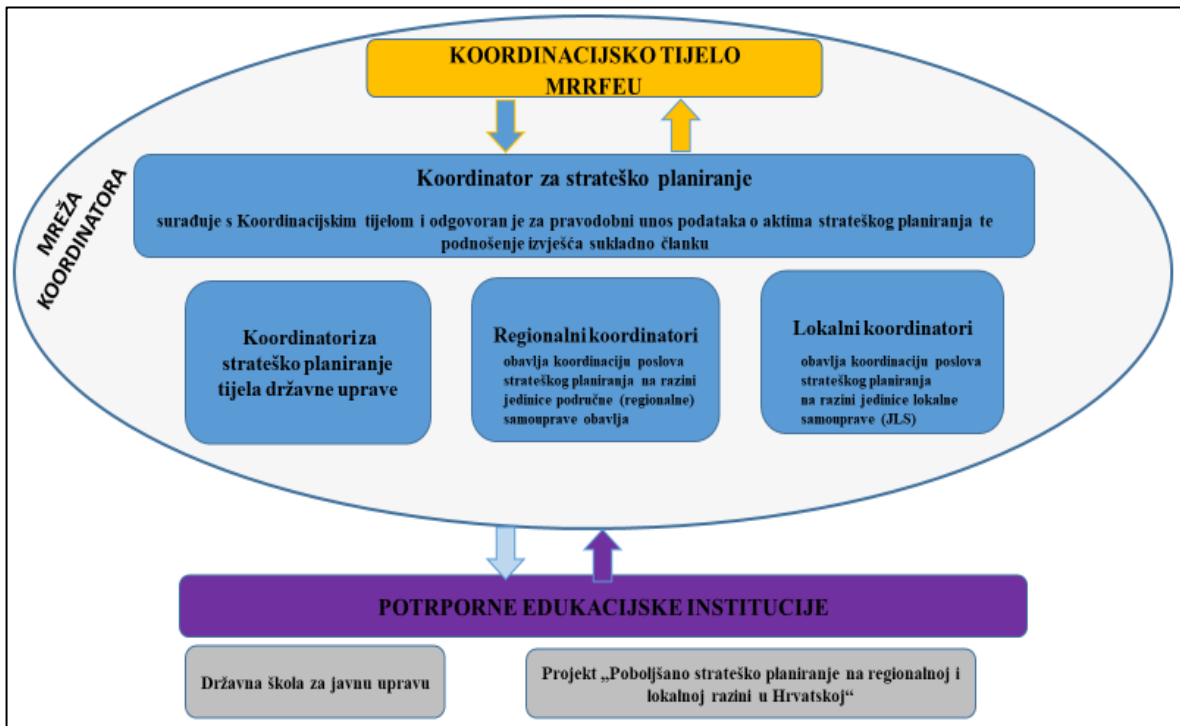 KOORDINACIJSKO TIJELO
MRRFEU
MREŽA
KOORDINATORA
Koordinator za strateško planiranje
surađuje s Koordinacijskim tijelom i odgovoran je za pravodobni unos podataka o aktima strateškog planiranja te
podnošenje izvješća sukladno članku
Koordinatori za
strateško planiranje
tijela državne uprave
Regionalni koordinatori
obavlja koordinaciju poslova
strateškog planiranja na razini
jedinice područne (regionalne)
samouprave obavlja
Lokalni koordinatori
obavlja koordinaciju poslova
strateškog planiranja
na razini jedinice lokalne
samouprave (JLS)
POTRPORNE EDUKACIJSKE INSTITUCIJE
Državna škola za javnu upravu
Projekt „Poboljšano strateško planiranje na regionalnoj i
lokalnoj razini u Hrvatskoj“